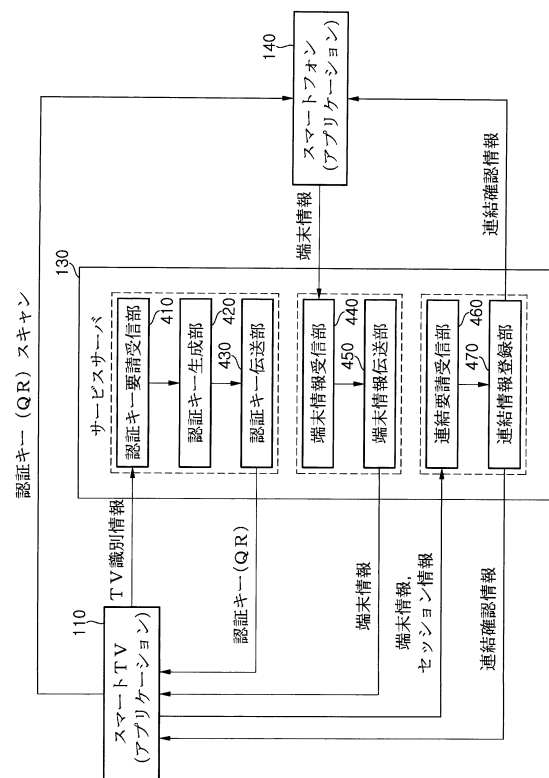 認証キー（QR）スキャン
110
スマートTV
（アプリケーション）
TV識別情報
認証キー（QR）
端末情報
端末情報,
セッション情報
連結確認情報
130
サービスサーバ
認証キー要請受信部
410
認証キー生成部
420
430
認証キー伝送部
端末情報受信部
440
450
端末情報伝送部
連結要請受信部
460
470
連結情報登録部
端末情報
連結確認情報
140
スマートフォン
（アプリケーション）